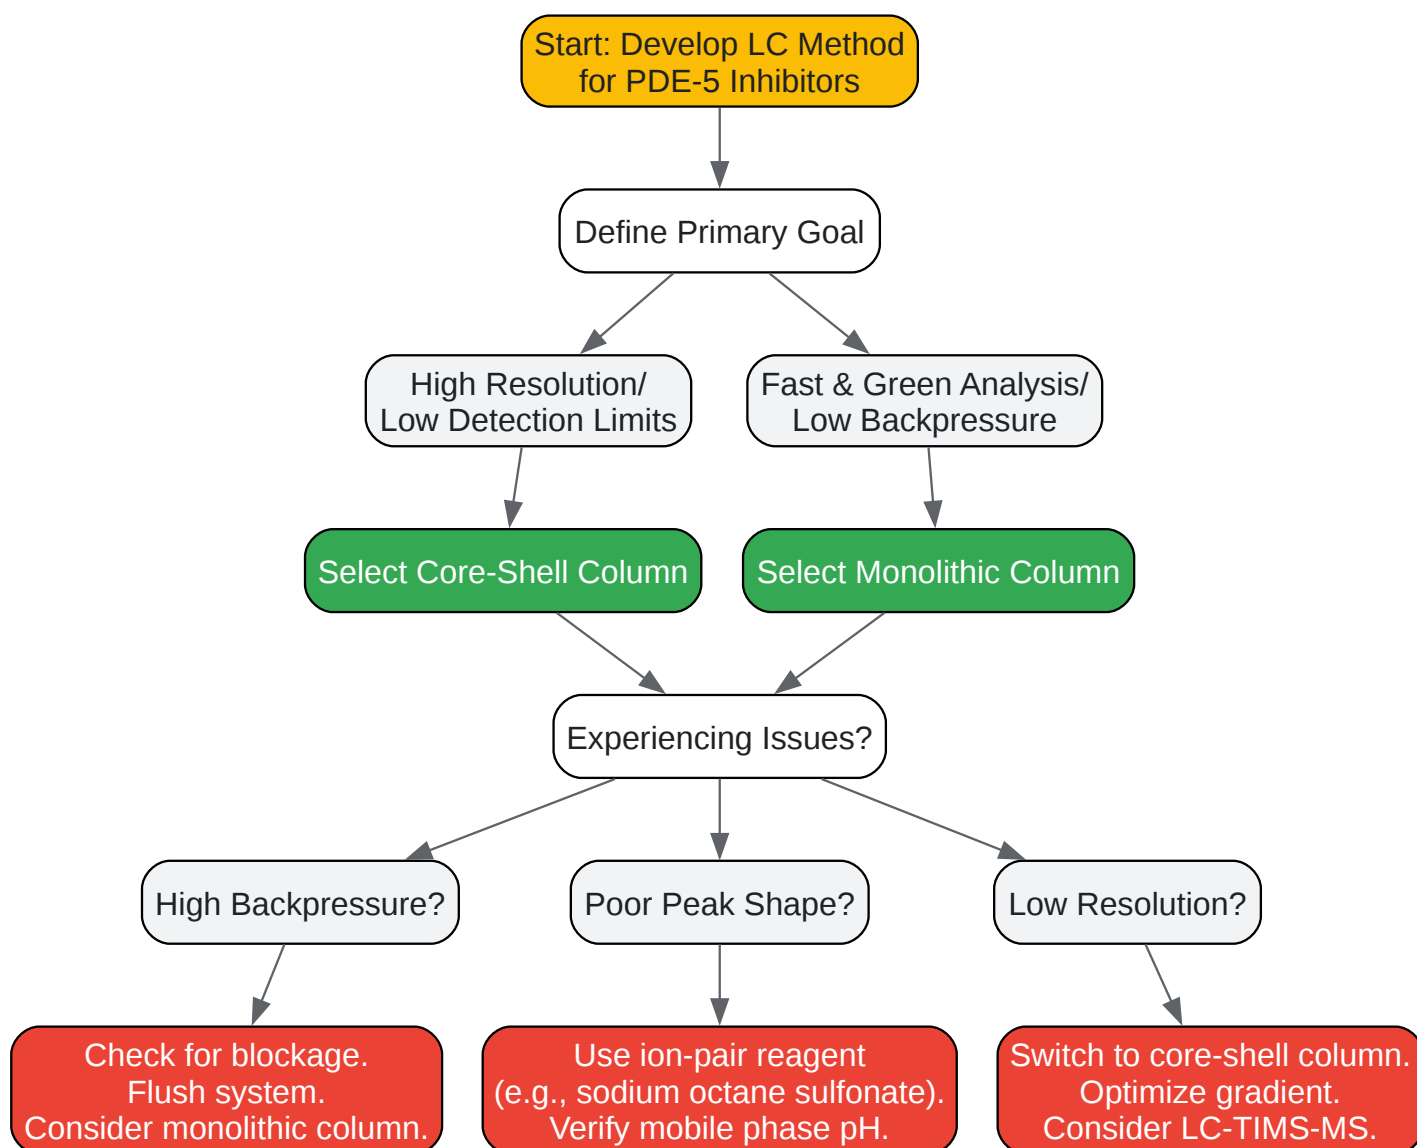 Start: Develop LC Method
for PDE-5 Inhibitors
Define Primary Goal
High Resolution/
Low Detection Limits
Fast & Green Analysis/
Low Backpressure
Select Core-Shell Column
Select Monolithic Column
Experiencing Issues?
High Backpressure?
Poor Peak Shape?
Low Resolution?
Check for blockage.
Flush system.
Consider monolithic column.
Use ion-pair reagent
(e.g., sodium octane sulfonate).
Verify mobile phase pH.
Switch to core-shell column.
Optimize gradient.
Consider LC-TIMS-MS.